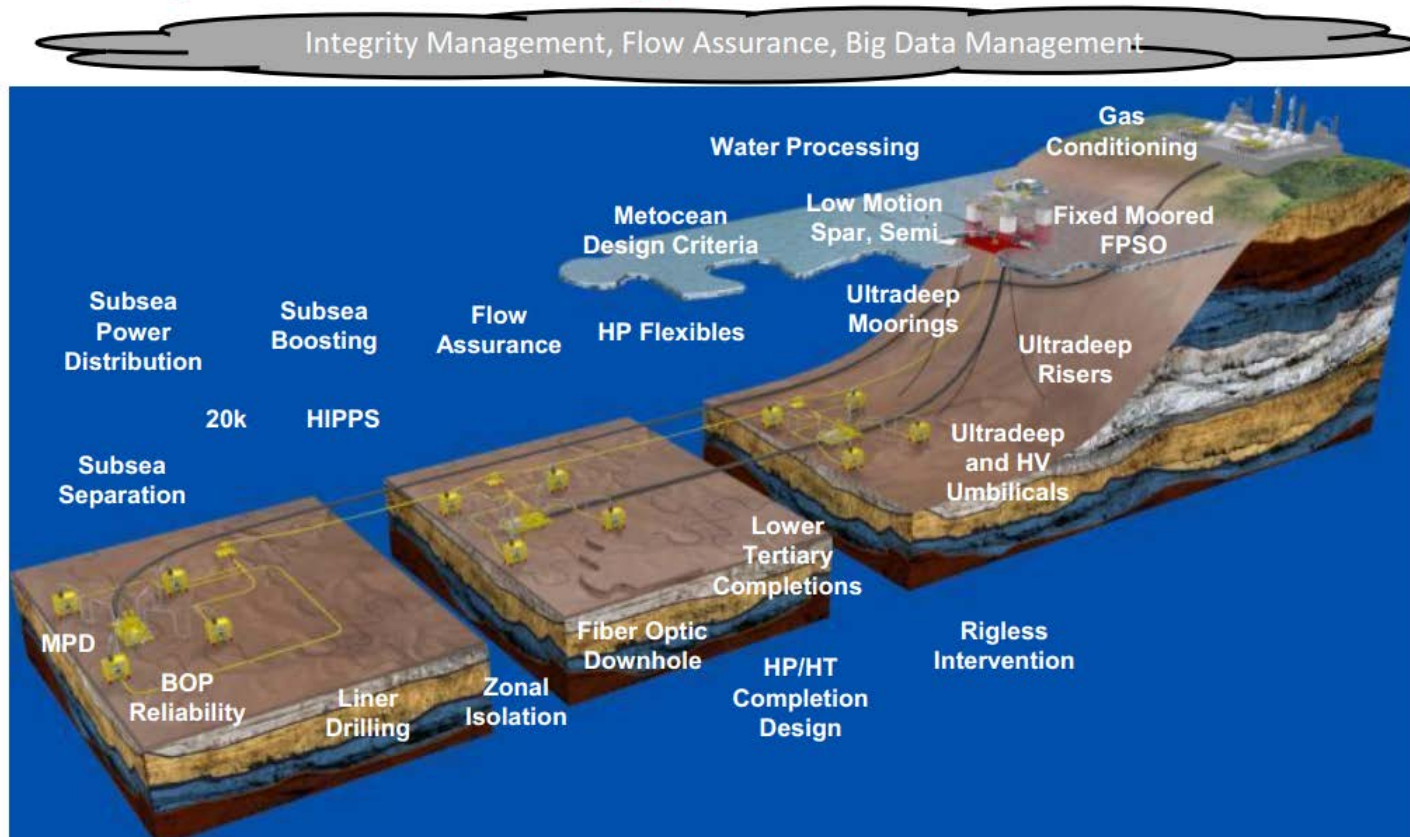 Integrity Management, Flow Assurance, Big Data Management
Gas
Conditioning
Water Processing
Low Motion
Spar, Semi
Metocean
Design Criteria
Fixed Moored
FPSO
Subsea
Power
Distribution
Subsea
Boosting
Flow
Assurance
HP Flexibles
Ultradeep
Moorings
Ultradeep
Risers
20k
HIPPS
Subsea
Separation
Ultradeep
and HV
Umbilicals
Lower
Tertiary
Completions
MPD
BOP
Reliability
Liner
Drilling
Zonal
Isolation
Fiber Optic
Downhole
HP/HT
Completion
Design
Rigless
Intervention